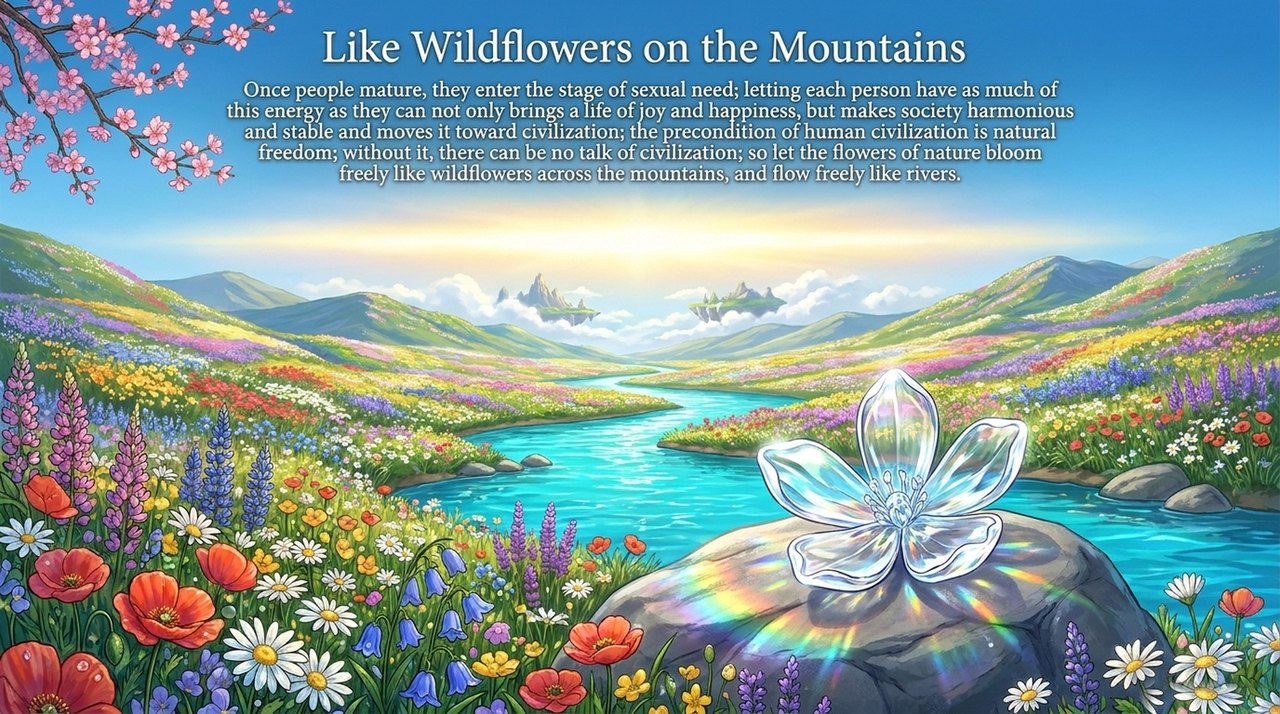 Like Wildflowers on the Mountains
Once people mature, they enter the stage of sexual need; letting each person have as much of
this energy as they can not only brings a life of joy and happiness, but makes society harmonious
and stable and moves it toward civilization; the precondition of human civilization is natural
freedom; without it, there can be no talk of civilization; so let the flowers of nature bloom
freely like wildflowers across the mountains, and flow freely like rivers.